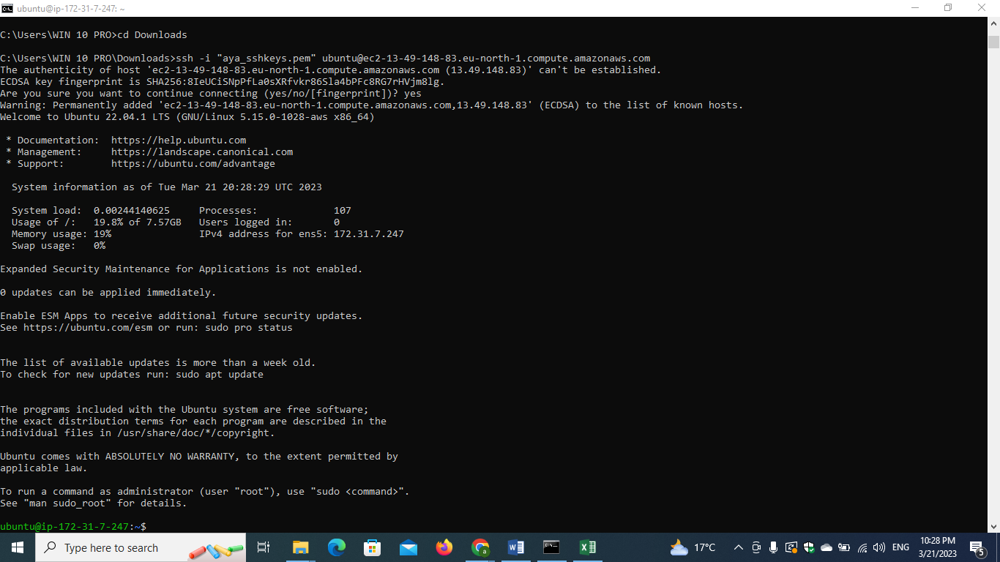 ubuntu@ip-172-31-7-247: ~
C:\Users\WIN 10 PRO>cd Downloads
C:\Users\WIN 10 PRO\Downloads>ssh -i "aya_sshkeys.pem" ubuntu@ec2-13-49-148-83.eu-north-1.compute.amazonaws.com
The authenticity of host 'ec2-13-49-148-83.eu-north-1.compute.amazonaws.com (13.49.148.83)' can't be established.
ECDSA key fingerprint is SHA256:8IeUCiSNpPfLa0sXRfvkr86Sla4bPFc8RG7rHVjm8lg.
Are you sure you want to continue connecting (yes/no/[fingerprint])? yes
Warning: Permanently added 'ec2-13-49-148-83.eu-north-1.compute.amazonaws.com,13.49.148.83' (ECDSA) to the list of known hosts.
Welcome to Ubuntu 22.04.1 LTS (GNU/Linux 5.15.0-1028-aws x86_64)
* Documentation:  https://help.ubuntu.com
* Management:     https://landscape.canonical.com
* Support:        https://ubuntu.com/advantage
System information as of Tue Mar 21 20:28:29 UTC 2023
System load:  0.00244140625     Processes:             107
Usage of /:   19.8% of 7.57GB   Users logged in:       0
Memory usage: 19%               IPv4 address for ens5: 172.31.7.247
Swap usage:   0%
Expanded Security Maintenance for Applications is not enabled.
0 updates can be applied immediately.
Enable ESM Apps to receive additional future security updates.
See https://ubuntu.com/esm or run: sudo pro status
The list of available updates is more than a week old.
To check for new updates run: sudo apt update
The programs included with the Ubuntu system are free software;
the exact distribution terms for each program are described in the
individual files in /usr/share/doc/*/copyright.
Ubuntu comes with ABSOLUTELY NO WARRANTY, to the extent permitted by
applicable law.
To run a command as administrator (user "root"), use "sudo <command>".
See "man sudo_root" for details.
ubuntu@ip-172-31-7-247:~$
Type here to search
17°C
ENG
10:28 PM
3/21/2023
5